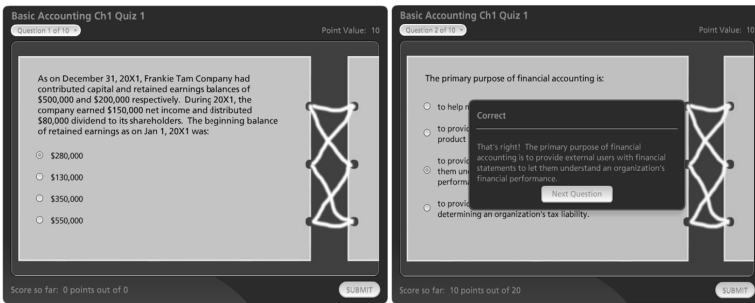 Basic Accounting Ch1 Quiz 1
Question 1 of 10
Point Value: 10
As on December 31, 20X1, Frankie Tam Company had
contributed capital and retained earnings balances of
$500,000 and $200,000 respectively. During 20X1, the
company earned $150,000 net income and distributed
$80,000 dividend to its shareholders. The beginning balance
of retained earnings as on Jan 1, 20X1 was:
$280,000
$130,000
$350,000
$550,000
Score so far: 0 points out of 0
SUBMIT
Basic Accounting Ch1 Quiz 1
Question 2 of 10
Point Value: 10
The primary purpose of financial accounting is:
to help
to provid
product
to provid
them un
performa
to provid
determining an organization's tax liability.
Correct
That's right! The primary purpose of financial
accounting is to provide external users with financial
statements to let them understand an organization's
financial performance.
Next Question
Score so far: 10 points out of 20
SUBMIT